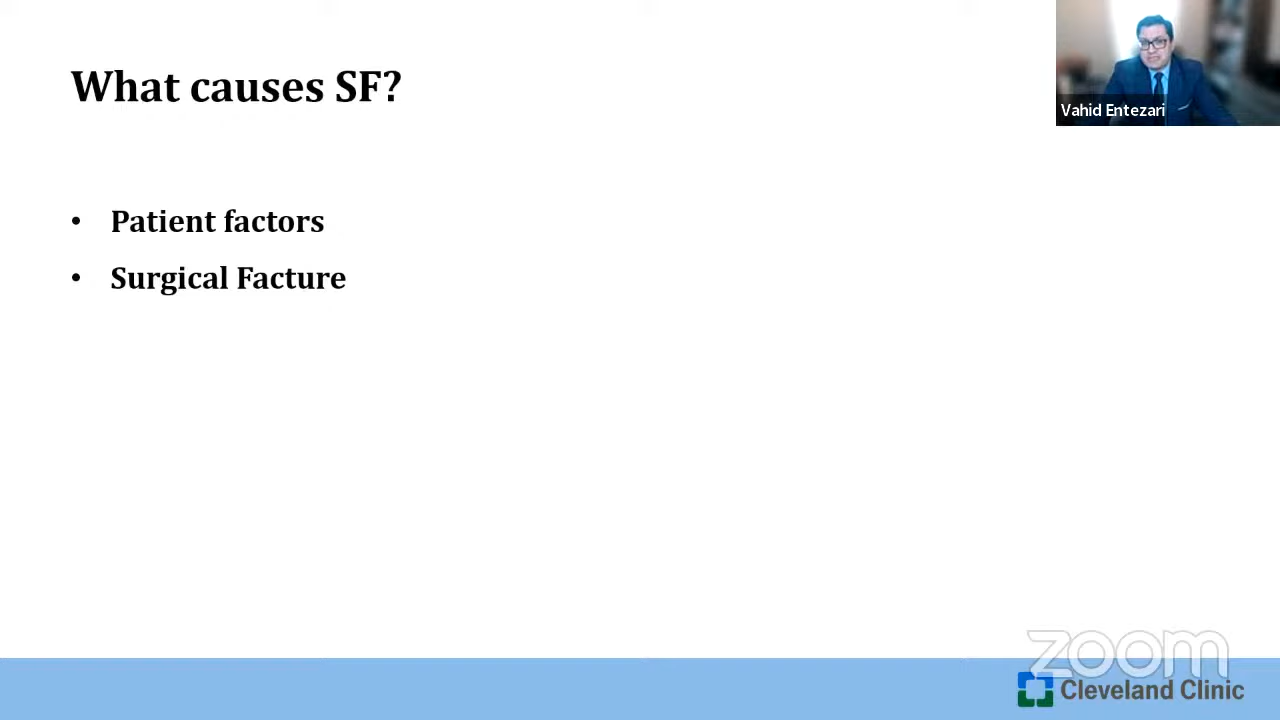 What causes SF?
Vahid Entezari
• Patient factors
• Surgical Facture
zoom
Cleveland Clinic